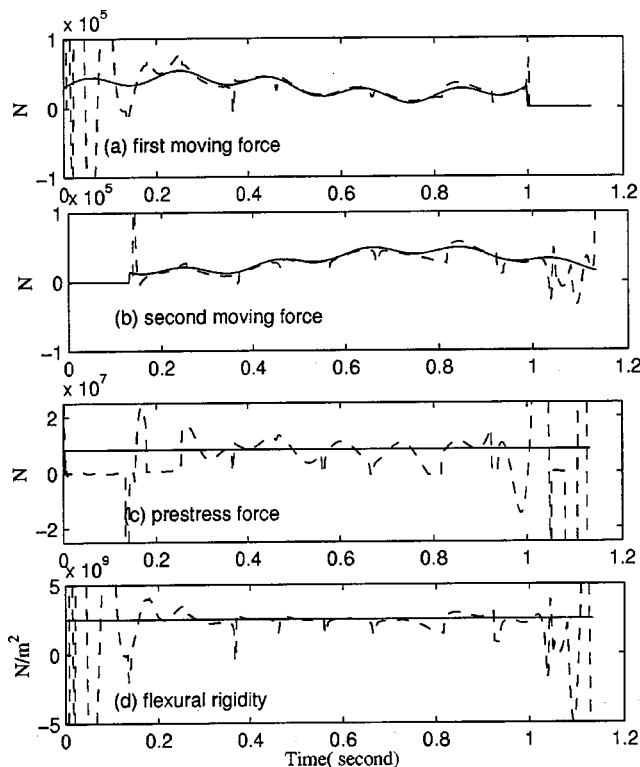 x 10^5
1
N
0
(a) first moving force
-1
0 0.2 0.4 0.6 0.8 1 1.2
x 10^5
1
N
0
(b) second moving force
-1
0 0.2 0.4 0.6 0.8 1 1.2
x 10^7
2
N
0
(c) prestress force
-2
0 0.2 0.4 0.6 0.8 1 1.2
x 10^9
5
N/m^2
0
(d) flexural rigidity
-5
0 0.2 0.4 0.6 0.8 1 1.2
Time( second)